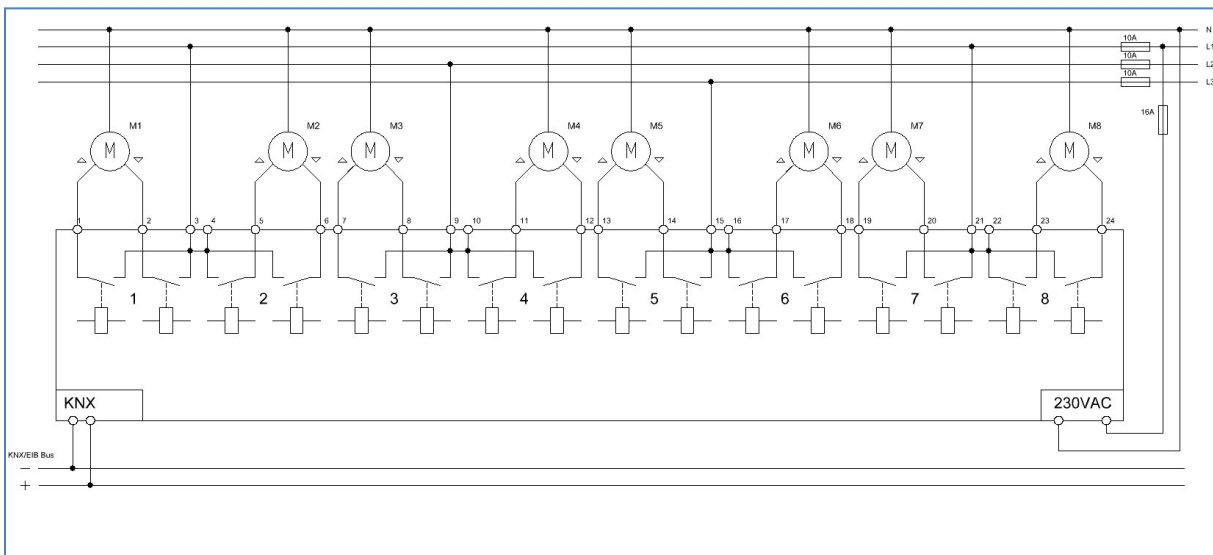 N
10A
L1
10A
L2
10A
L3
16A
M1
M2
M3
M4
M5
M6
M7
M8
M M M M M M M M
1 2 3 4 5 6 7 8 9 10 11 12 13 14 15 16 17 18 19 20 21 22 23 24
1 2 3 4 5 6 7 8
KNX
230VAC
KNX/EIB Bus
−
+